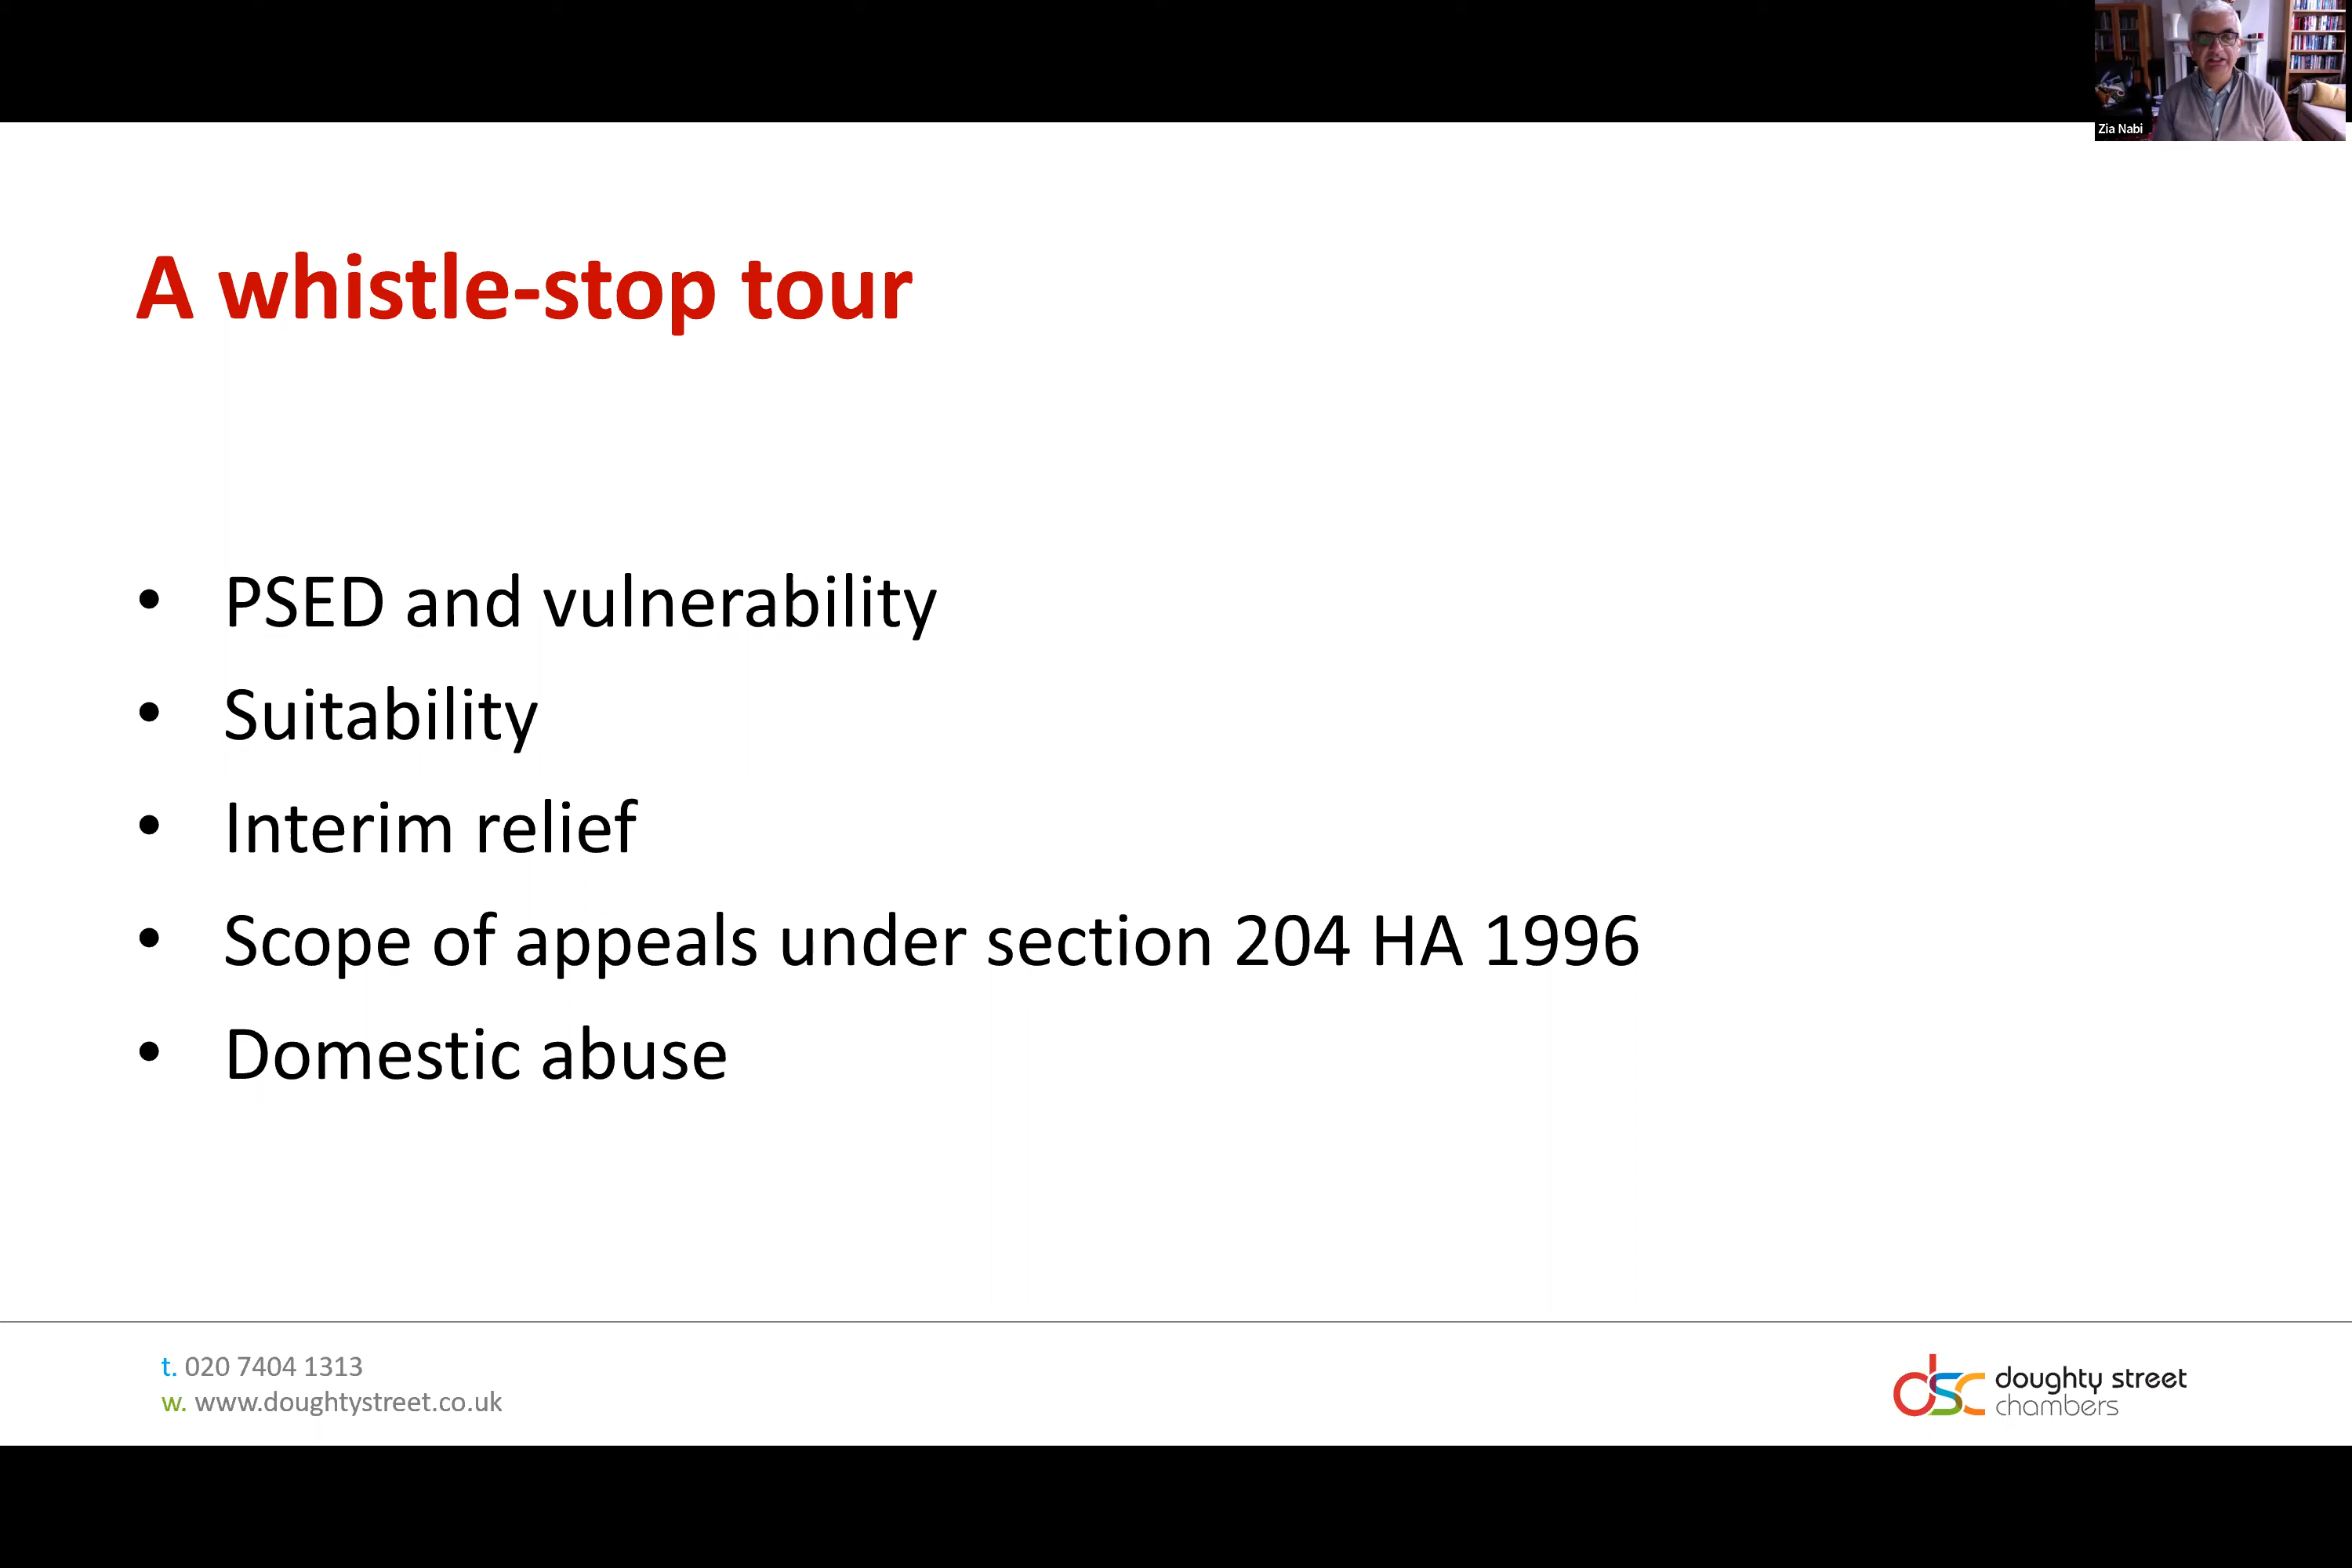 Zia Nabi
A whistle-stop tour
• PSED and vulnerability
• Suitability
• Interim relief
• Scope of appeals under section 204 HA 1996
• Domestic abuse
t. 020 7404 1313
w. www.doughtystreet.co.uk
dsc doughty street
chambers